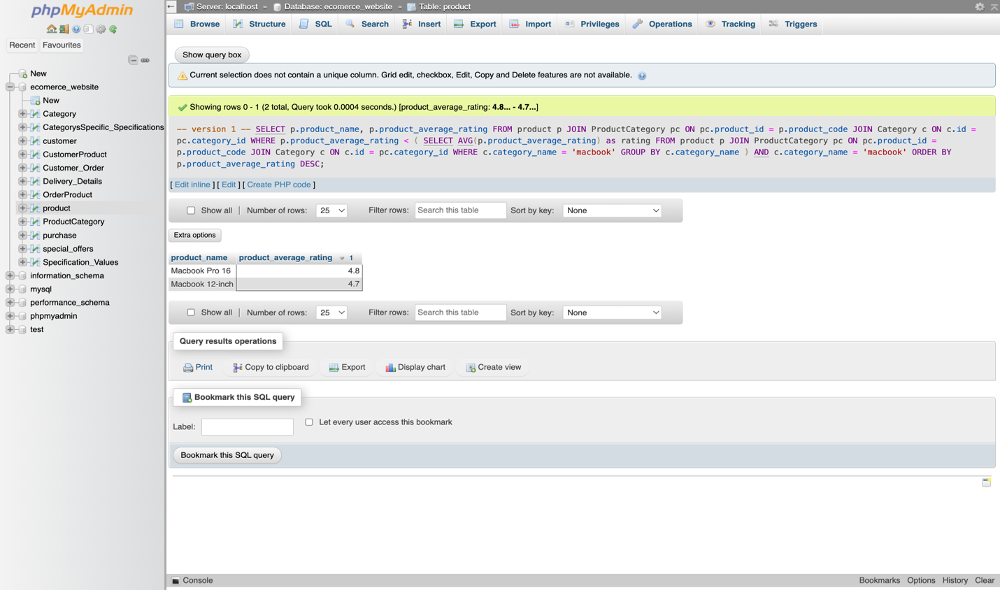 phpMyAdmin
Recent Favourites
New
ecomerce_website
New
Category
CategorysSpecific_Specifications
customer
CustomerProduct
Customer_Order
Delivery_Details
OrderProduct
product
ProductCategory
purchase
special_offers
Specification_Values
information_schema
mysql
performance_schema
phpmyadmin
test
Server: localhost » Database: ecomerce_website » Table: product
Browse Structure SQL Search Insert Export Import Privileges Operations Tracking Triggers
Show query box
Current selection does not contain a unique column. Grid edit, checkbox, Edit, Copy and Delete features are not available.
Showing rows 0 - 1 (2 total, Query took 0.0004 seconds.) [product_average_rating: 4.8... - 4.7...]
-- version 1 -- SELECT p.product_name, p.product_average_rating FROM product p JOIN ProductCategory pc ON pc.product_id = p.product_code JOIN Category c ON c.id =
pc.category_id WHERE p.product_average_rating < ( SELECT AVG(p.product_average_rating) as rating FROM product p JOIN ProductCategory pc ON pc.product_id =
p.product_code JOIN Category c ON c.id = pc.category_id WHERE c.category_name = 'macbook' GROUP BY c.category_name ) AND c.category_name = 'macbook' ORDER BY
p.product_average_rating DESC;
[ Edit inline ] [ Edit ] [ Create PHP code ]
Show all | Number of rows: 25 Filter rows: Search this table Sort by key: None
Extra options
product_name product_average_rating 1
Macbook Pro 16 4.8
Macbook 12-inch 4.7
Show all | Number of rows: 25 Filter rows: Search this table Sort by key: None
Query results operations
Print Copy to clipboard Export Display chart Create view
Bookmark this SQL query
Label: Let every user access this bookmark
Bookmark this SQL query
Console Bookmarks Options History Clear